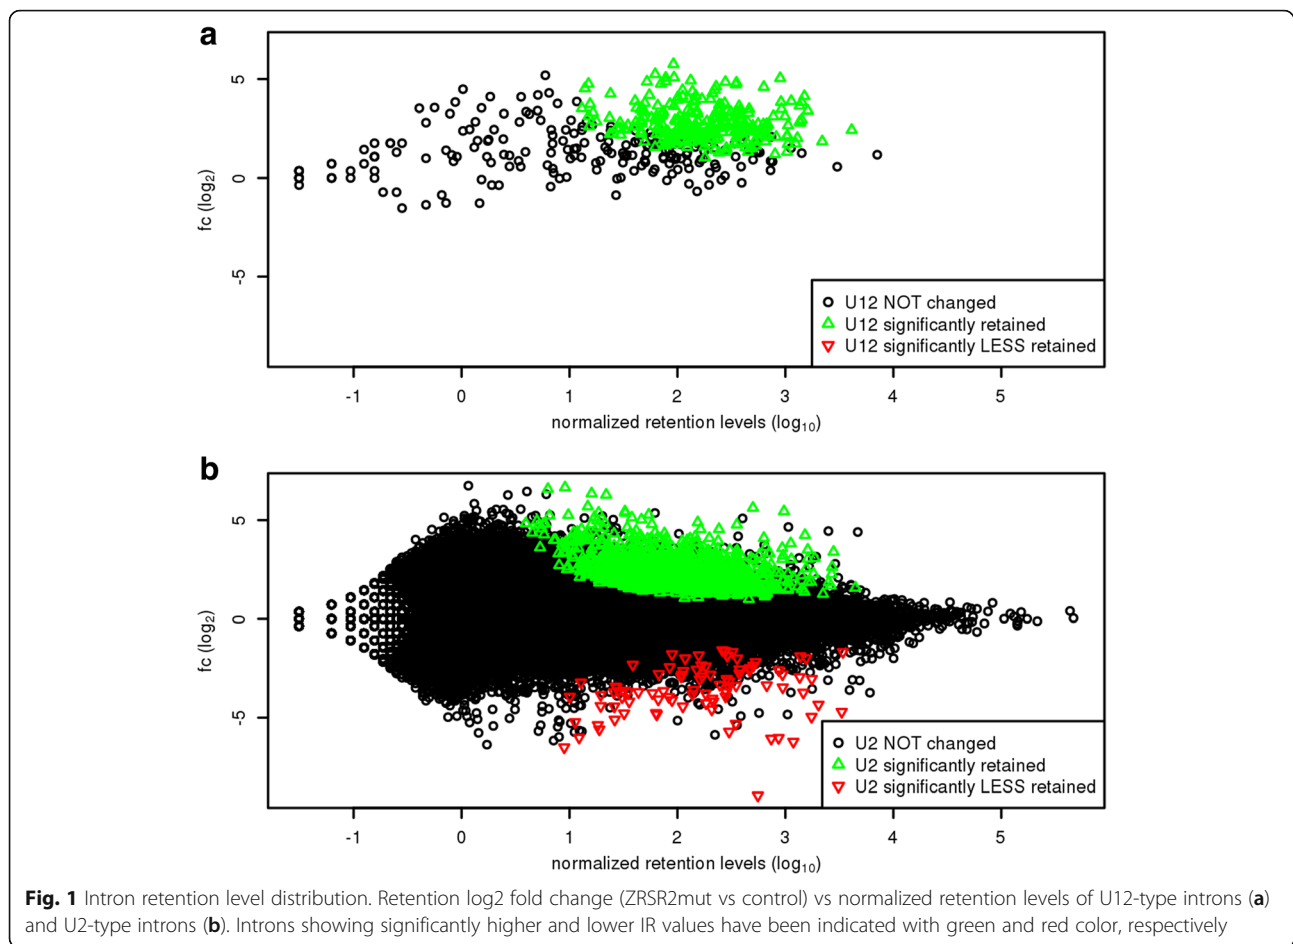 a
5
0
-5
fc (log2)
U12 NOT changed
U12 significantly retained
U12 significantly LESS retained
-1 0 1 2 3 4 5
normalized retention levels (log10)
b
5
0
-5
fc (log2)
U2 NOT changed
U2 significantly retained
U2 significantly LESS retained
-1 0 1 2 3 4 5
normalized retention levels (log10)
Fig. 1 Intron retention level distribution. Retention log2 fold change (ZRSR2mut vs control) vs normalized retention levels of U12-type introns (a)
and U2-type introns (b). Introns showing significantly higher and lower IR values have been indicated with green and red color, respectively